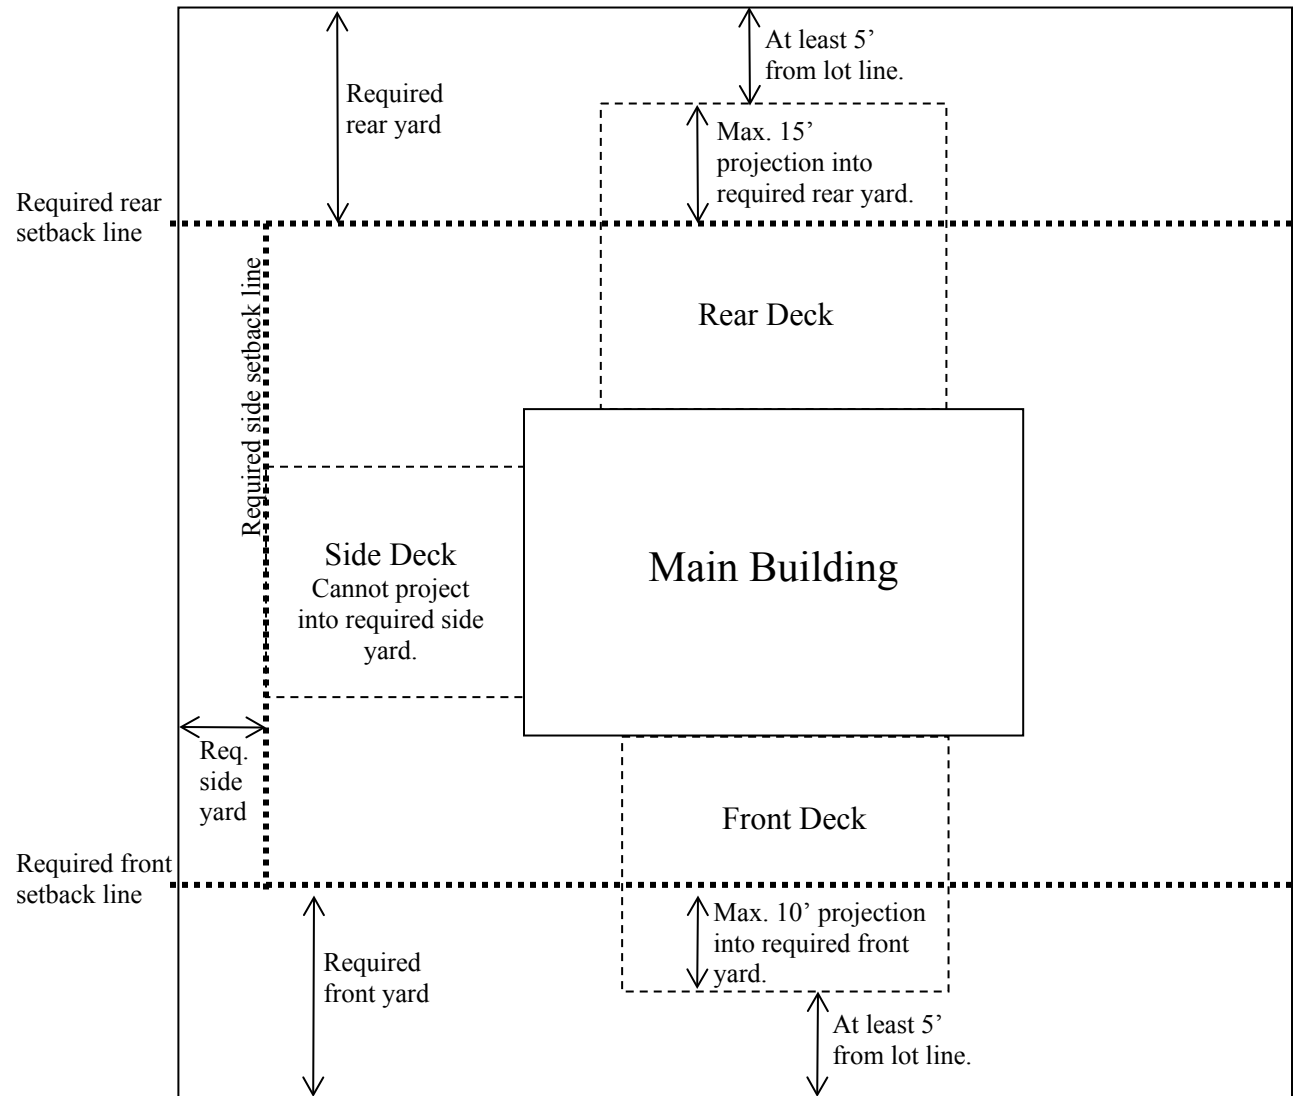 At least 5’
from lot line.
Required
rear yard
Max. 15’
projection into
required rear yard.
Required rear
setback line
Required side setback line
Rear Deck
Side Deck
Cannot project
into required side
yard.
Main Building
Req.
side
yard
Front Deck
Required front
setback line
Max. 10’ projection
into required front
yard.
Required
front yard
At least 5’
from lot line.